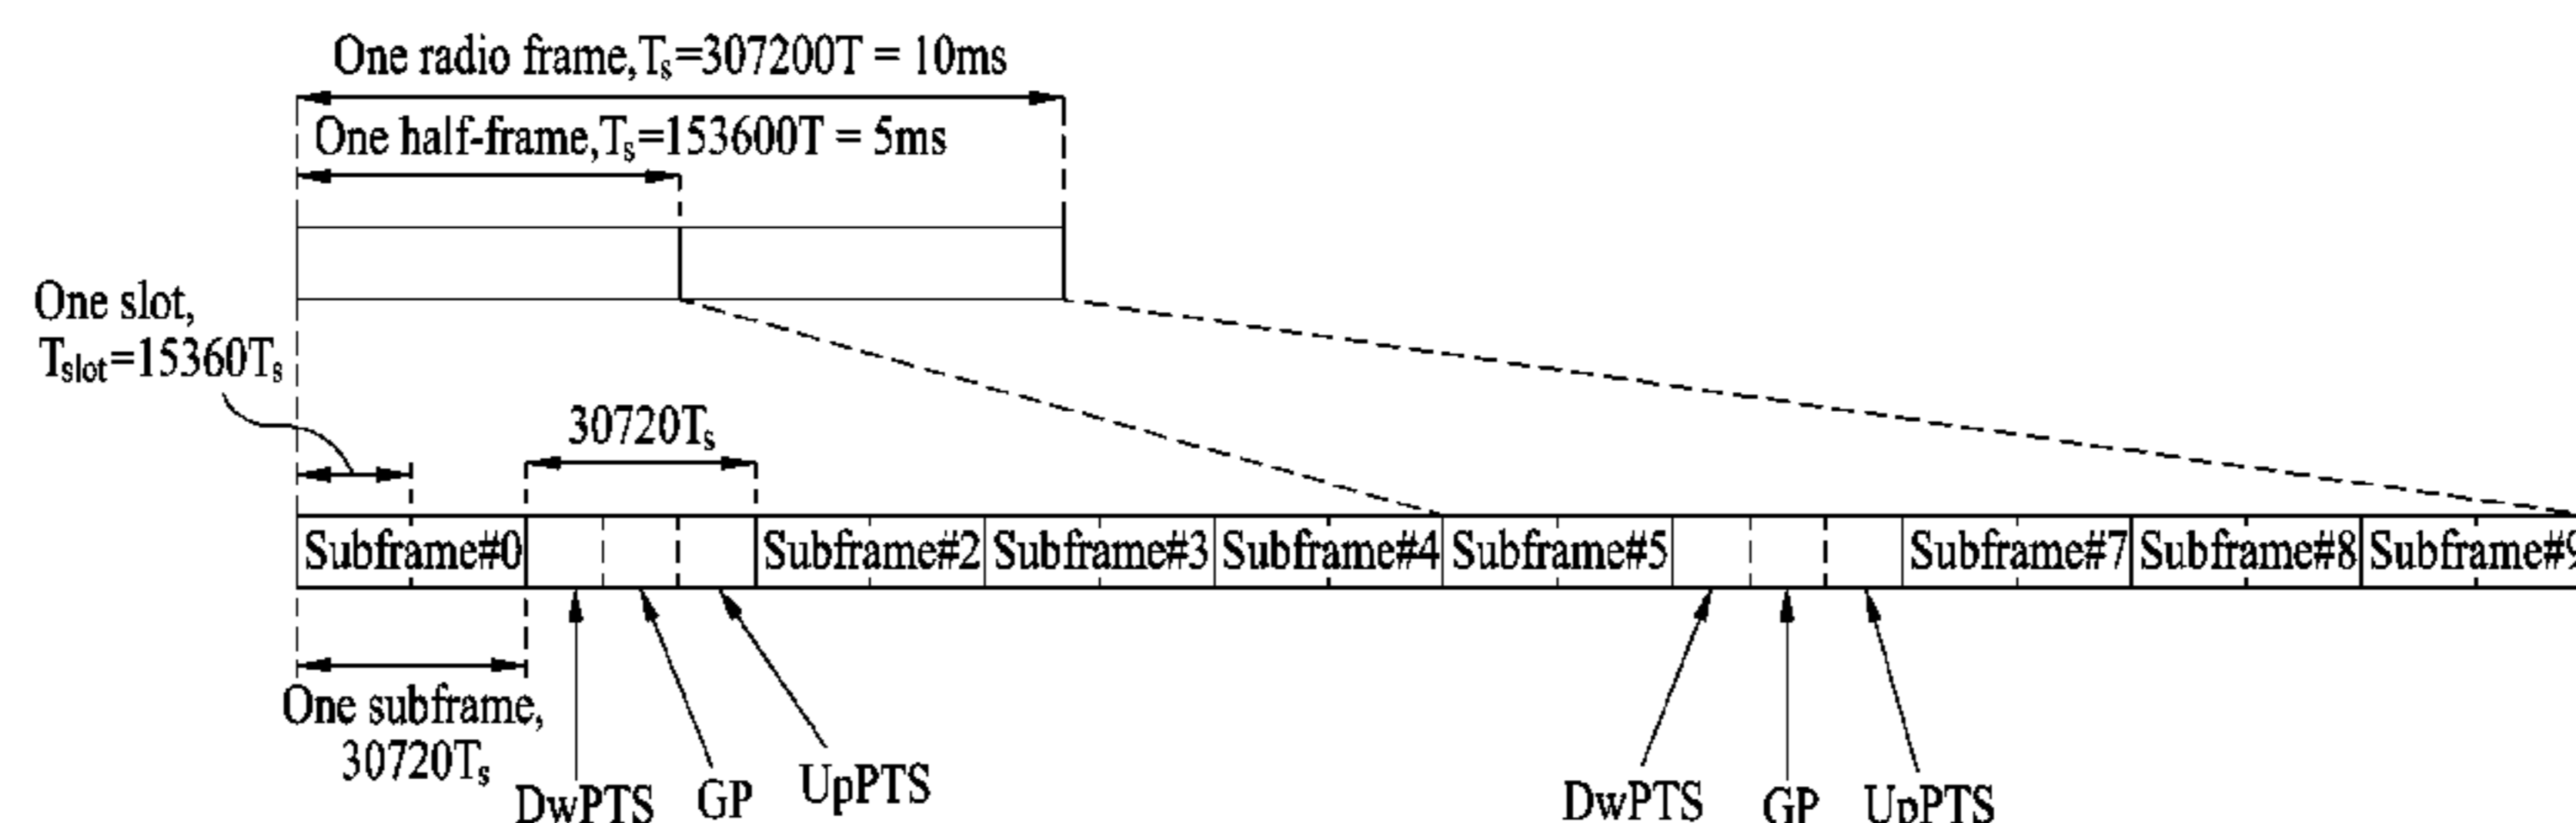 One radio frame,Ts=307200T = 10ms
One half-frame,Ts=153600T = 5ms
One slot,
Tslot=15360Ts
30720Ts
Subframe#0 Subframe#2 Subframe#3 Subframe#4 Subframe#5 Subframe#7 Subframe#8 Subframe#9
One subframe,
30720Ts
DwPTS GP UpPTS DwPTS GP UpPTS